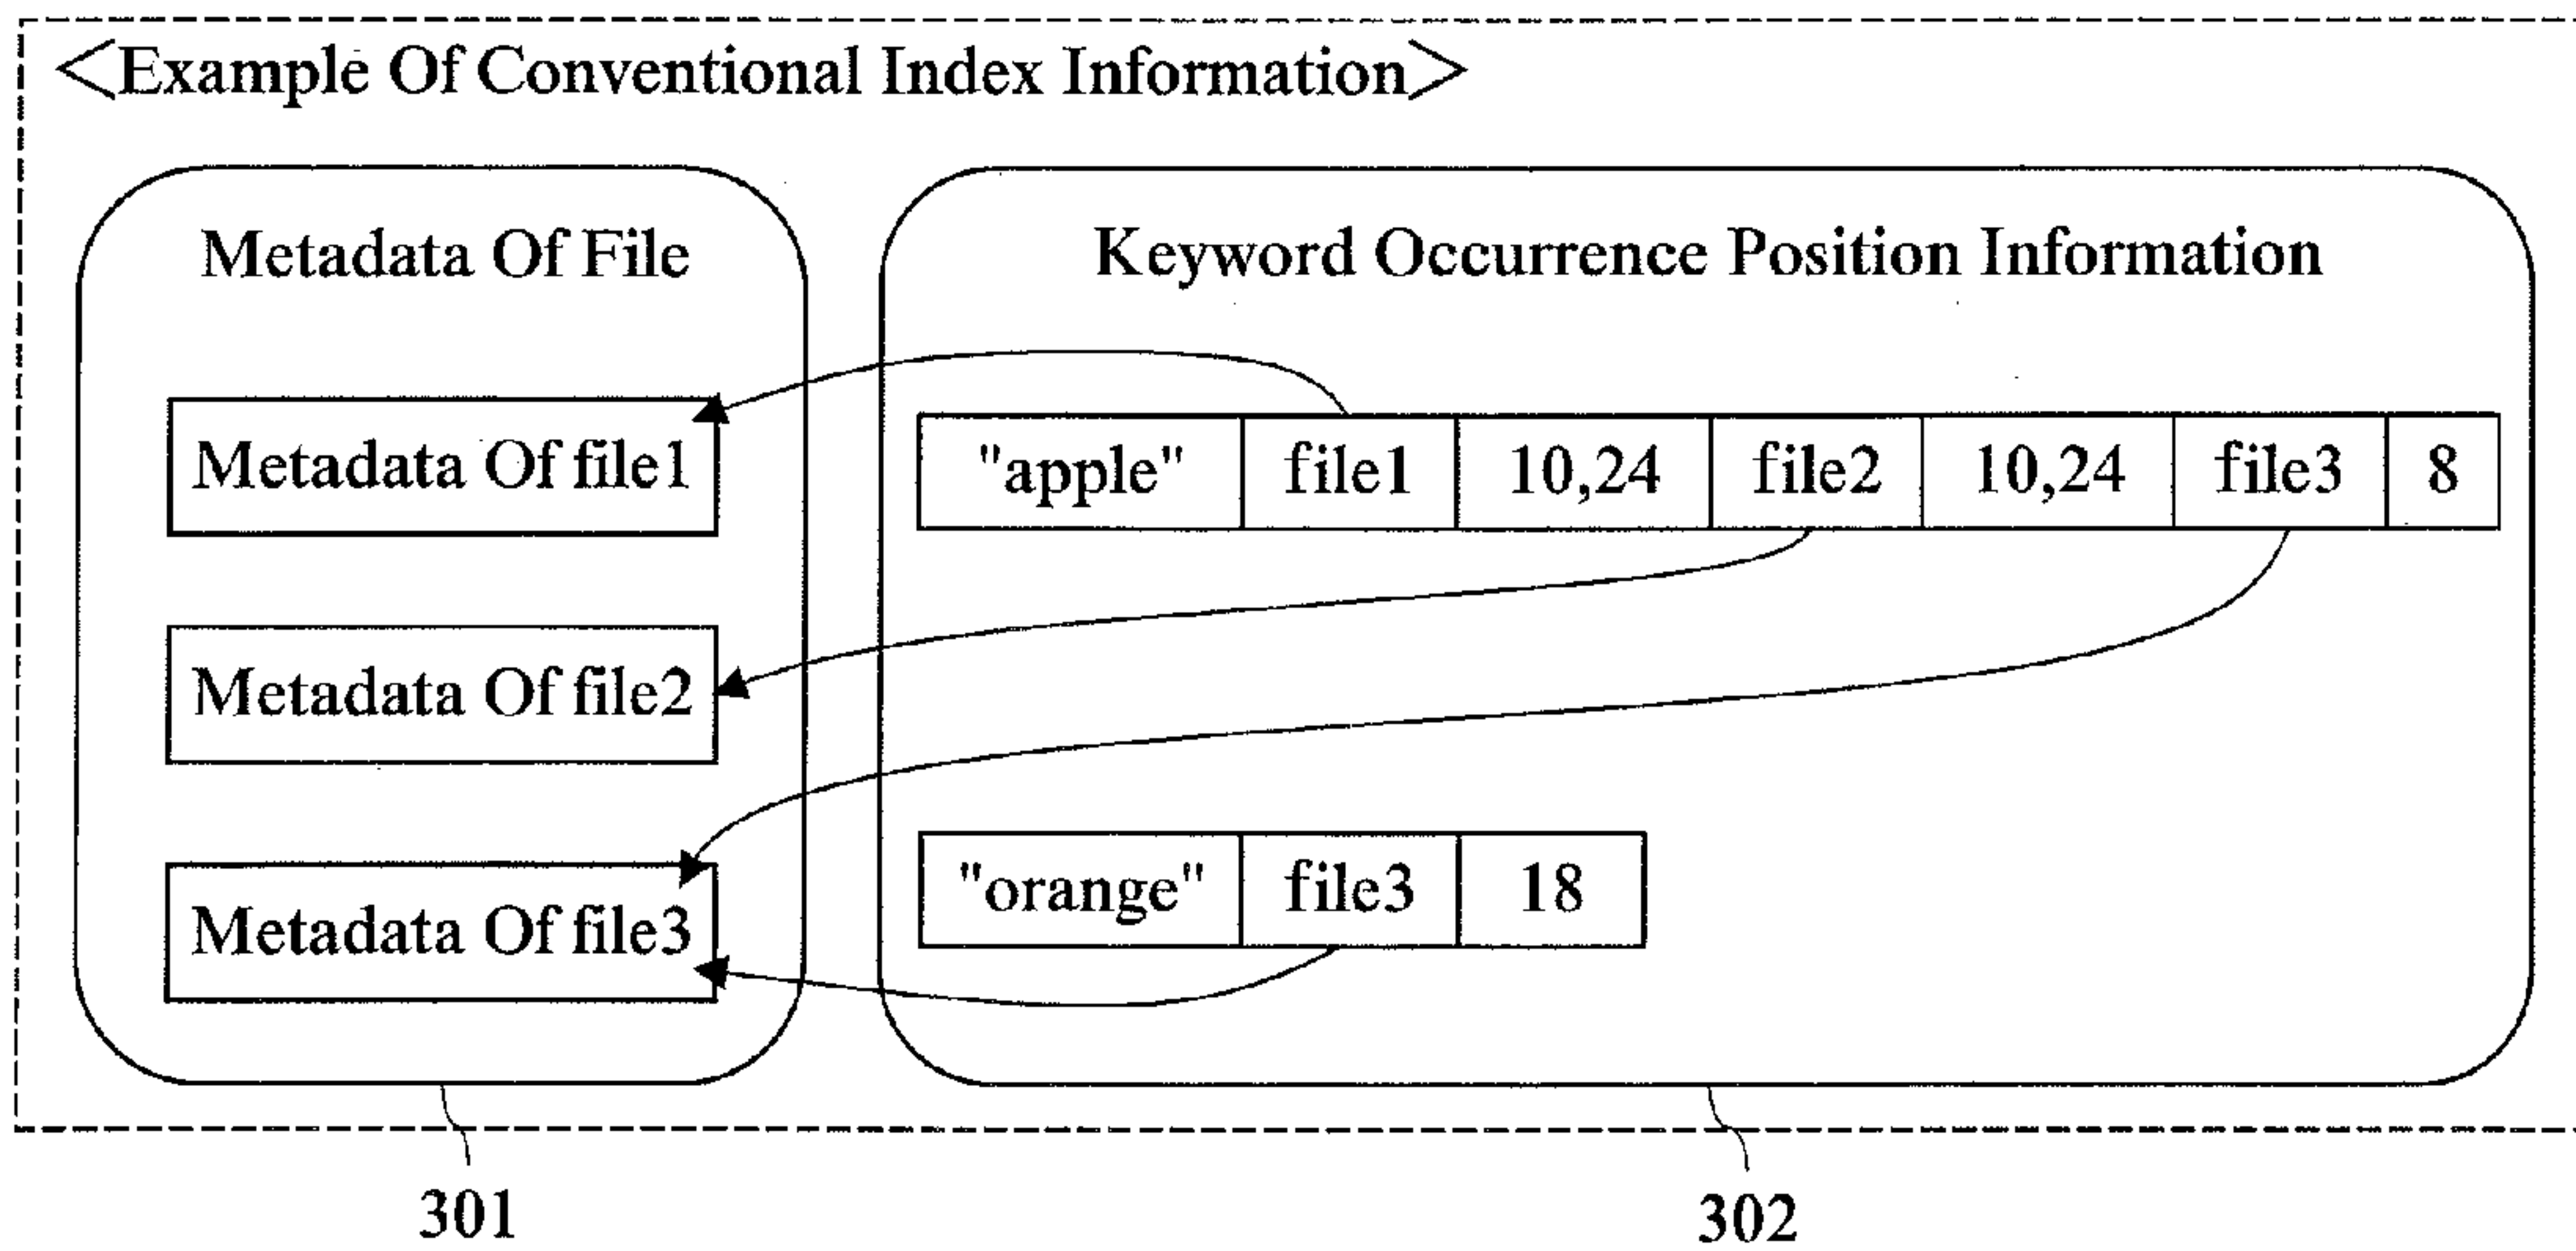 <Example Of Conventional Index Information>
Metadata Of File
Keyword Occurrence Position Information
Metadata Of file1
"apple" file1 10,24 file2 10,24 file3 8
Metadata Of file2
Metadata Of file3
"orange" file3 18
301
302